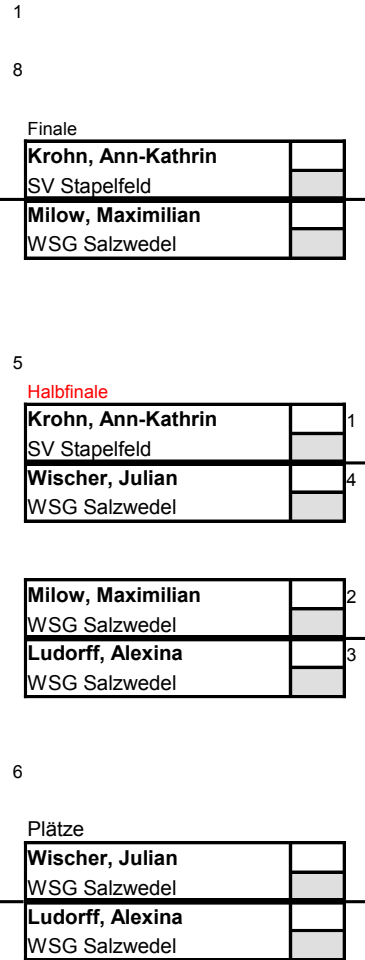 1
8
Finale
Krohn, Ann-Kathrin
SV Stapelfeld
Milow, Maximilian
WSG Salzwedel
5
Halbfinale
Krohn, Ann-Kathrin 1
SV Stapelfeld
Wischer, Julian 4
WSG Salzwedel
Milow, Maximilian 2
WSG Salzwedel
Ludorff, Alexina 3
WSG Salzwedel
6
Plätze
Wischer, Julian
WSG Salzwedel
Ludorff, Alexina
WSG Salzwedel